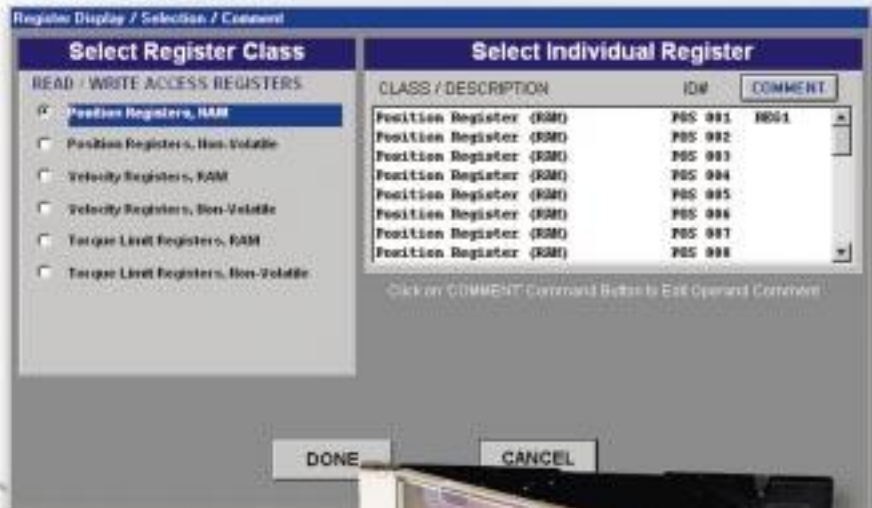 Register Display / Selection / Comment
Select Register Class
READ / WRITE ACCESS REGISTERS
Position Registers, RAM
Position Registers, Non-Volatile
Velocity Registers, RAM
Velocity Registers, Non-Volatile
Torque Limit Registers, RAM
Torque Limit Registers, Non-Volatile
Select Individual Register
CLASS / DESCRIPTION ID# COMMENT
Position Register (RAM) POS 001 REG1
Position Register (RAM) POS 002
Position Register (RAM) POS 003
Position Register (RAM) POS 004
Position Register (RAM) POS 005
Position Register (RAM) POS 006
Position Register (RAM) POS 007
Position Register (RAM) POS 008
Click on 'COMMENT' Command Button to Edit Operand Comment
DONE CANCEL